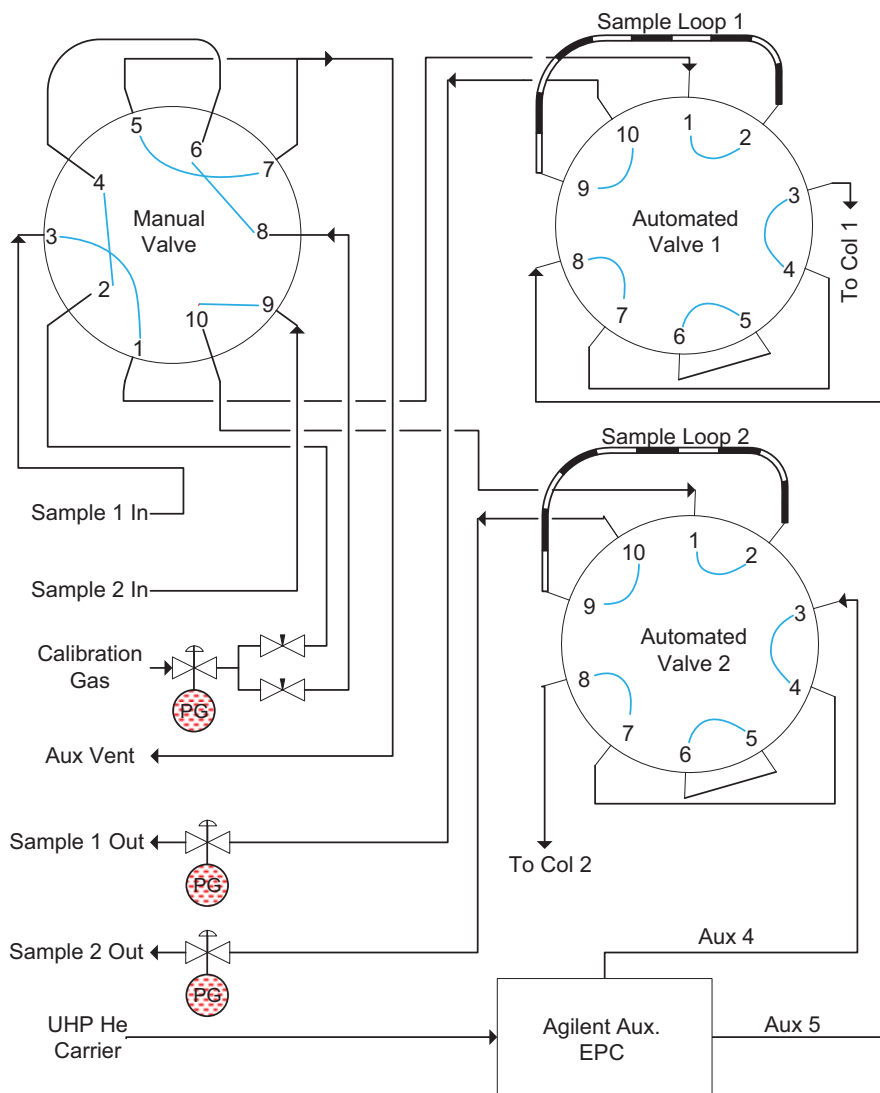 Sample Loop 1
5
6
7
4
Manual
Valve
3
8
2
9
10
1
1
10
2
9
3
Automated
Valve 1
8
4
7
5
6
To Col 1
Sample Loop 2
Sample 1 In
Sample 2 In
1
10
2
9
3
Automated
Valve 2
8
4
7
5
6
Calibration
Gas
PG
Aux Vent
Sample 1 Out
PG
To Col 2
Sample 2 Out
PG
Aux 4
UHP He
Carrier
Agilent Aux.
EPC
Aux 5